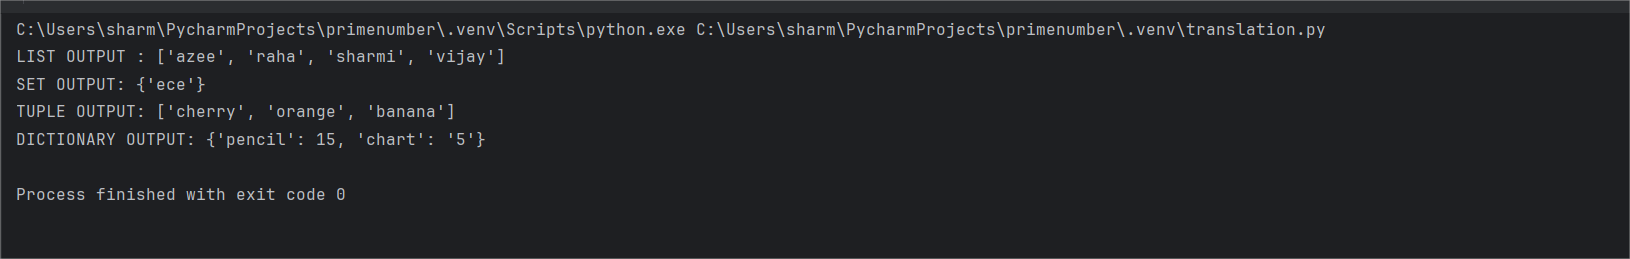 C:\Users\sharm\PycharmProjects\primenumber\.venv\Scripts\python.exe C:\Users\sharm\PycharmProjects\primenumber\.venv\translation.py
LIST OUTPUT : ['azee', 'raha', 'sharmi', 'vijay']
SET OUTPUT: {'ece'}
TUPLE OUTPUT: ['cherry', 'orange', 'banana']
DICTIONARY OUTPUT: {'pencil': 15, 'chart': '5'}
Process finished with exit code 0